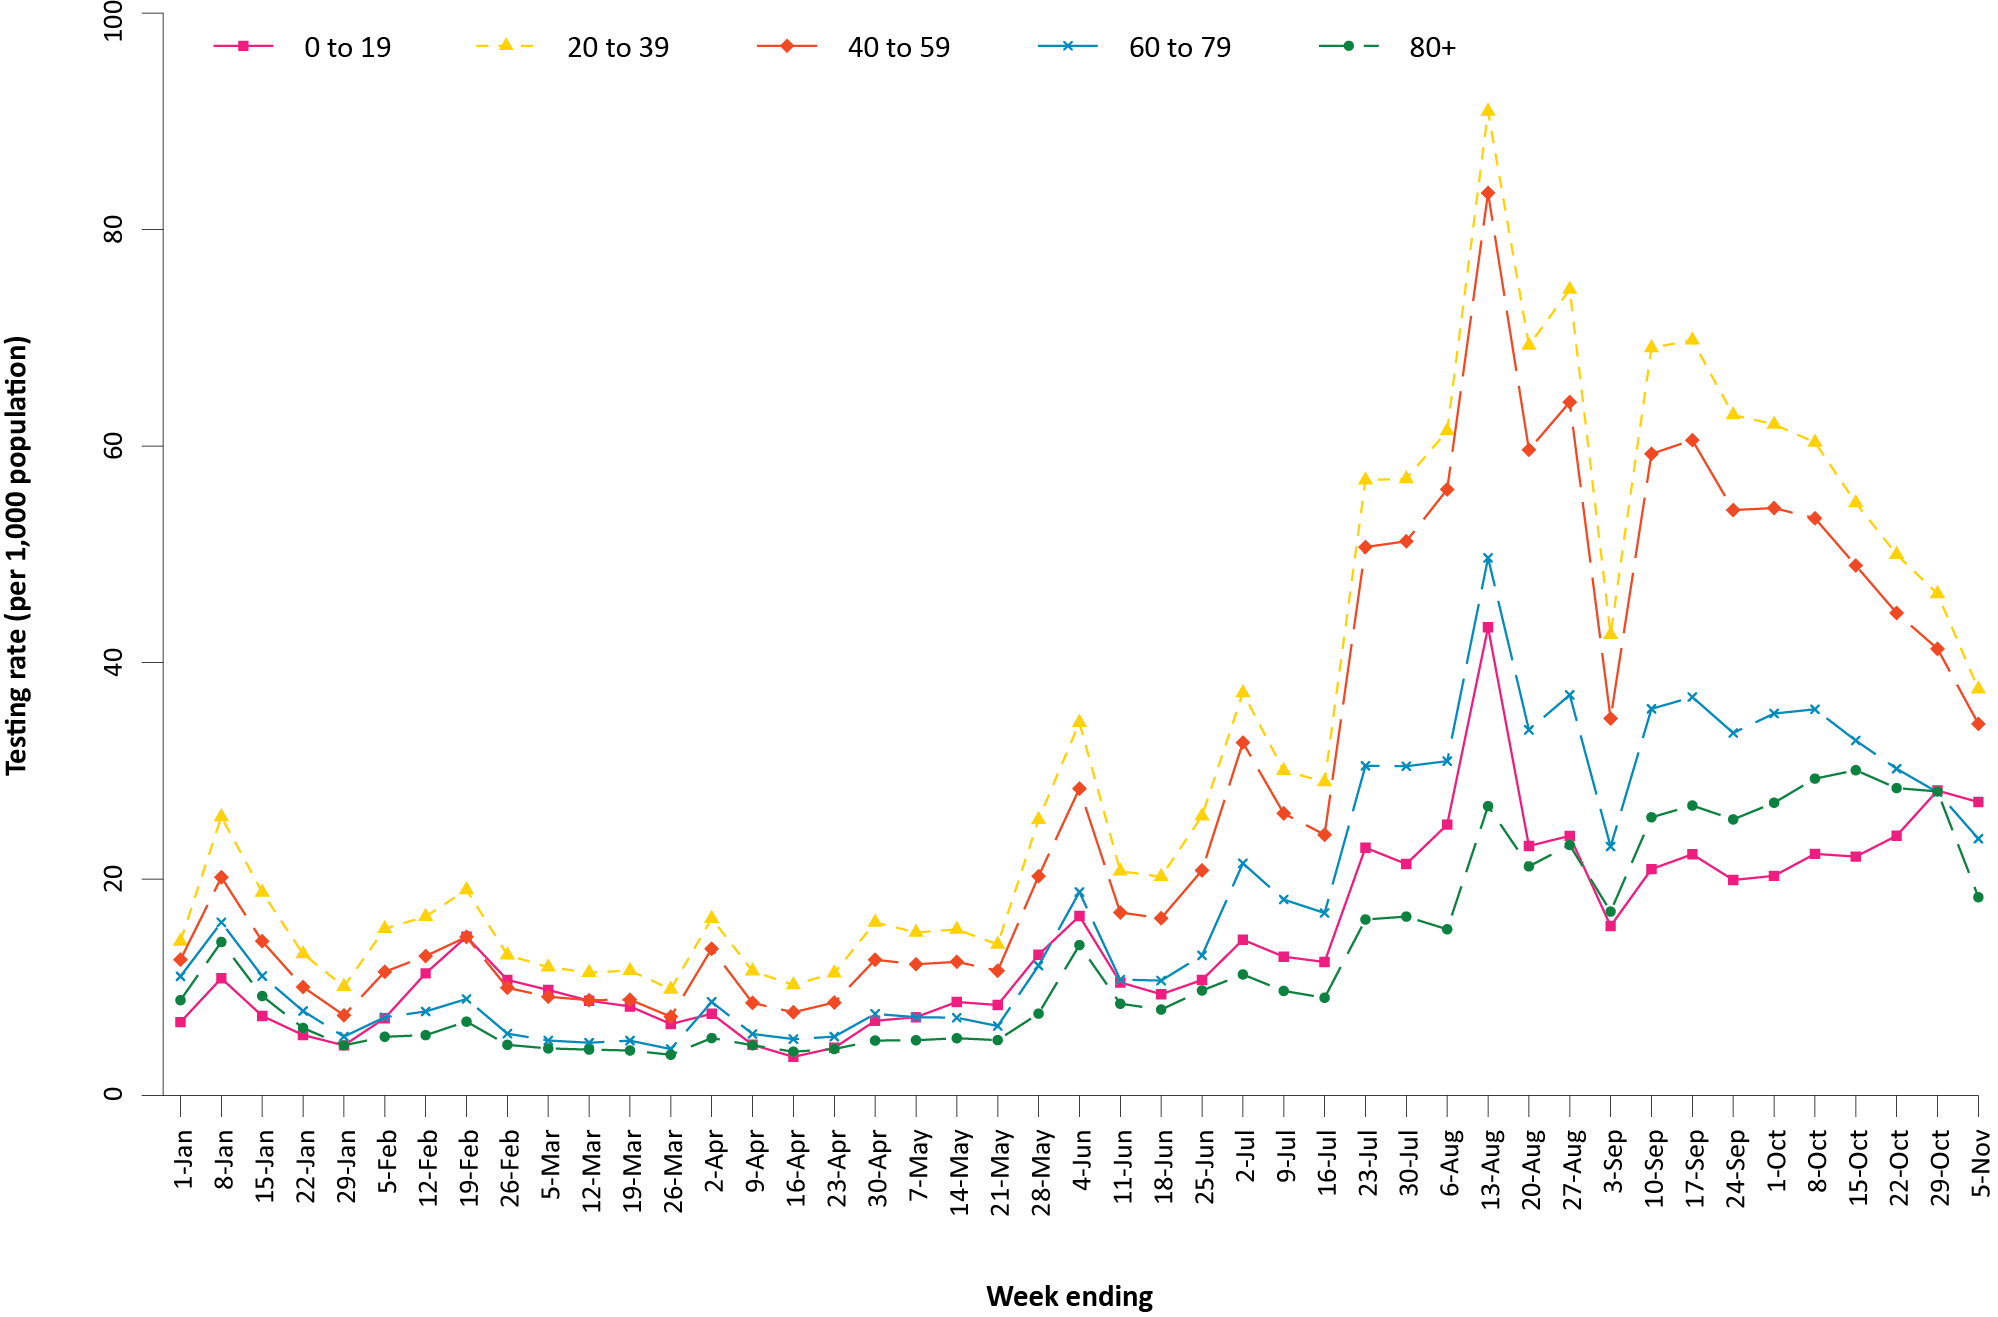 0 to 19 20 to 39 40 to 59 60 to 79 80+
Testing rate (per 1,000 population)
100
80
60
40
20
0
1-Jan 8-Jan 15-Jan 22-Jan 29-Jan 5-Feb 12-Feb 19-Feb 26-Feb 5-Mar 12-Mar 19-Mar 26-Mar 2-Apr 9-Apr 16-Apr 23-Apr 30-Apr 7-May 14-May 21-May 28-May 4-Jun 11-Jun 18-Jun 25-Jun 2-Jul 9-Jul 16-Jul 23-Jul 30-Jul 6-Aug 13-Aug 20-Aug 27-Aug 3-Sep 10-Sep 17-Sep 24-Sep 1-Oct 8-Oct 15-Oct 22-Oct 29-Oct 5-Nov
Week ending